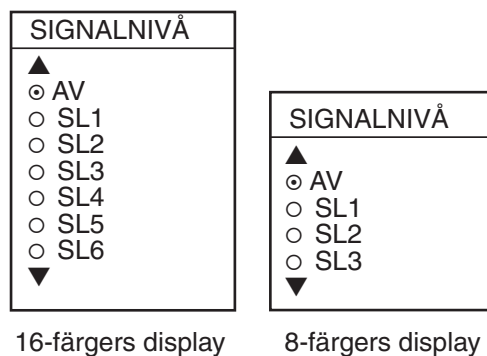 SIGNALNIVÅ
AV
SL1
SL2
SL3
SL4
SL5
SL6
16-färgers display
SIGNALNIVÅ
AV
SL1
SL2
SL3
8-färgers display